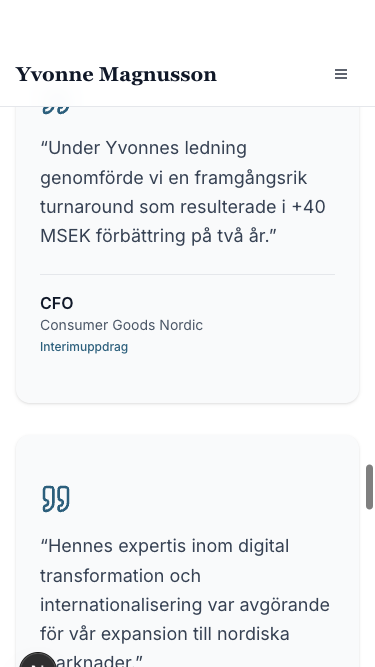 Yvonne Magnusson
“Under Yvonnes ledning
genomförde vi en framgångsrik
turnaround som resulterade i +40
MSEK förbättring på två år.”
CFO
Consumer Goods Nordic
Interimuppdrag
“Hennes expertis inom digital
transformation och
internationalisering var avgörande
för vår expansion till nordiska
arknader.”